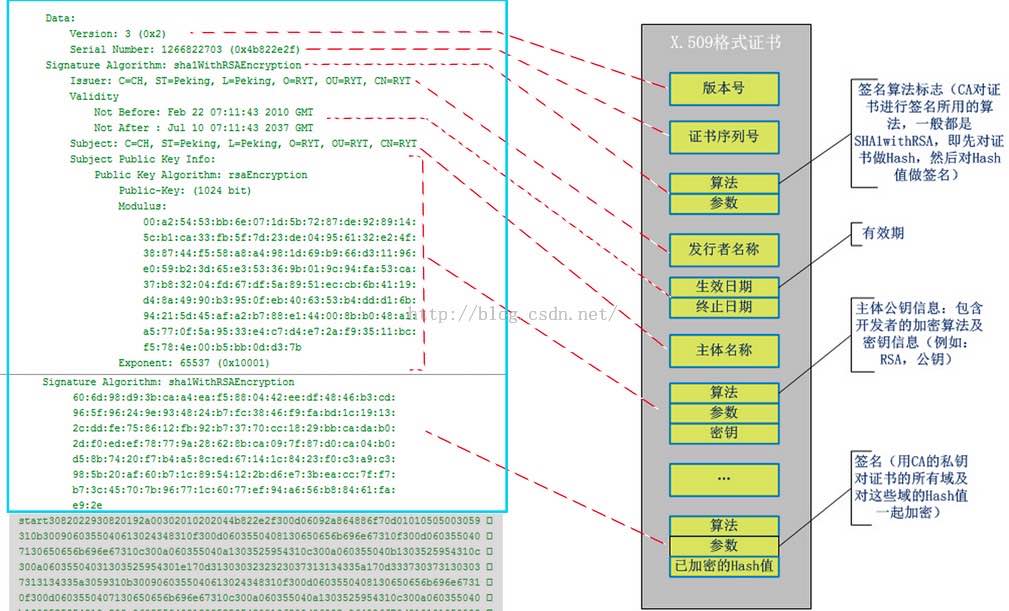 Data:
Version: 3 (0x2)
Serial Number: 1266822703 (0x4b822e2f)
Signature Algorithm: sha1WithRSAEncryption
Issuer: C=CH, ST=Peking, L=Peking, O=RYT, OU=RYT, CN=RYT
Validity
Not Before: Feb 22 07:11:43 2010 GMT
Not After : Jul 10 07:11:43 2037 GMT
Subject: C=CH, ST=Peking, L=Peking, O=RYT, OU=RYT, CN=RYT
Subject Public Key Info:
Public Key Algorithm: rsaEncryption
Public-Key: (1024 bit)
Modulus:
00:a2:54:53:bb:6e:07:1d:5b:72:87:de:92:89:14:
5c:b1:ca:33:fb:5f:7d:23:de:04:95:61:32:e2:4f:
38:87:44:f5:58:a8:a4:98:1d:69:b9:66:d3:11:96:
e0:59:b2:3d:65:e3:53:36:9b:01:9c:94:fa:53:ca:
37:b8:32:04:fd:67:df:5a:89:51:ec:cb:6b:41:19:
d4:8a:49:90:b3:95:0f:eb:40:63:53:b4:dd:d1:6b:
94:21:5d:45:af:a2:b7:88:e1:44:00:8b:b0:48:a1:
a5:77:0f:5a:95:33:e4:c7:d4:e7:2a:f9:35:11:bc:
f5:78:4e:00:b5:bb:0d:d3:7b
Exponent: 65537 (0x10001)
Signature Algorithm: sha1WithRSAEncryption
60:6d:98:d9:3b:ca:a4:ea:f5:88:04:42:ee:df:48:46:b3:cd:
96:5f:96:24:9e:93:48:24:b7:fc:38:46:f9:fa:bd:1c:19:13:
2c:dd:fe:75:86:12:fb:92:b7:37:70:cc:18:29:bb:ca:da:b0:
2d:f0:ed:ef:78:77:9a:28:62:8b:ca:09:7f:87:d0:ca:04:b0:
d5:8b:74:20:f7:b4:a5:8c:ed:67:14:1c:84:23:f0:c3:a9:c3:
98:5b:20:af:60:b7:1c:89:54:12:2b:d6:e7:3b:ea:cc:7f:f7:
b7:3c:45:70:7b:96:77:1c:60:77:ef:94:a6:56:b8:84:61:fa:
e9:2e
start3082022930820192a00302010202044b822e2f300d06092a864886f70d01010505003059
310b3009060355040613024348310f300d0603550408130650656b696e67310f300d060355040
7130650656b696e67310c300a060355040a1303525954310c300a060355040b1303525954310c
300a06035504031303525954301e170d3130303232323037313134335a170d333730373130303
7313134335a3059310b3009060355040613024348310f300d0603550408130650656b696e6731
0f300d0603550407130650656b696e67310c300a060355040a1303525954310c300a060355040
http://blog.csdn.net/
X.509格式证书
版本号
证书序列号
算法
参数
发行者名称
生效日期
终止日期
主体名称
算法
参数
密钥
...
算法
参数
已加密的Hash值
签名算法标志（CA对证
书进行签名所用的算
法，一般都是
SHA1withRSA，即先对证
书做Hash，然后对Hash
值做签名）
有效期
主体公钥信息：包含
开发者的加密算法及
密钥信息（例如：
RSA，公钥）
签名（用CA的私钥
对证书的所有域及
对这些域的Hash值
一起加密）